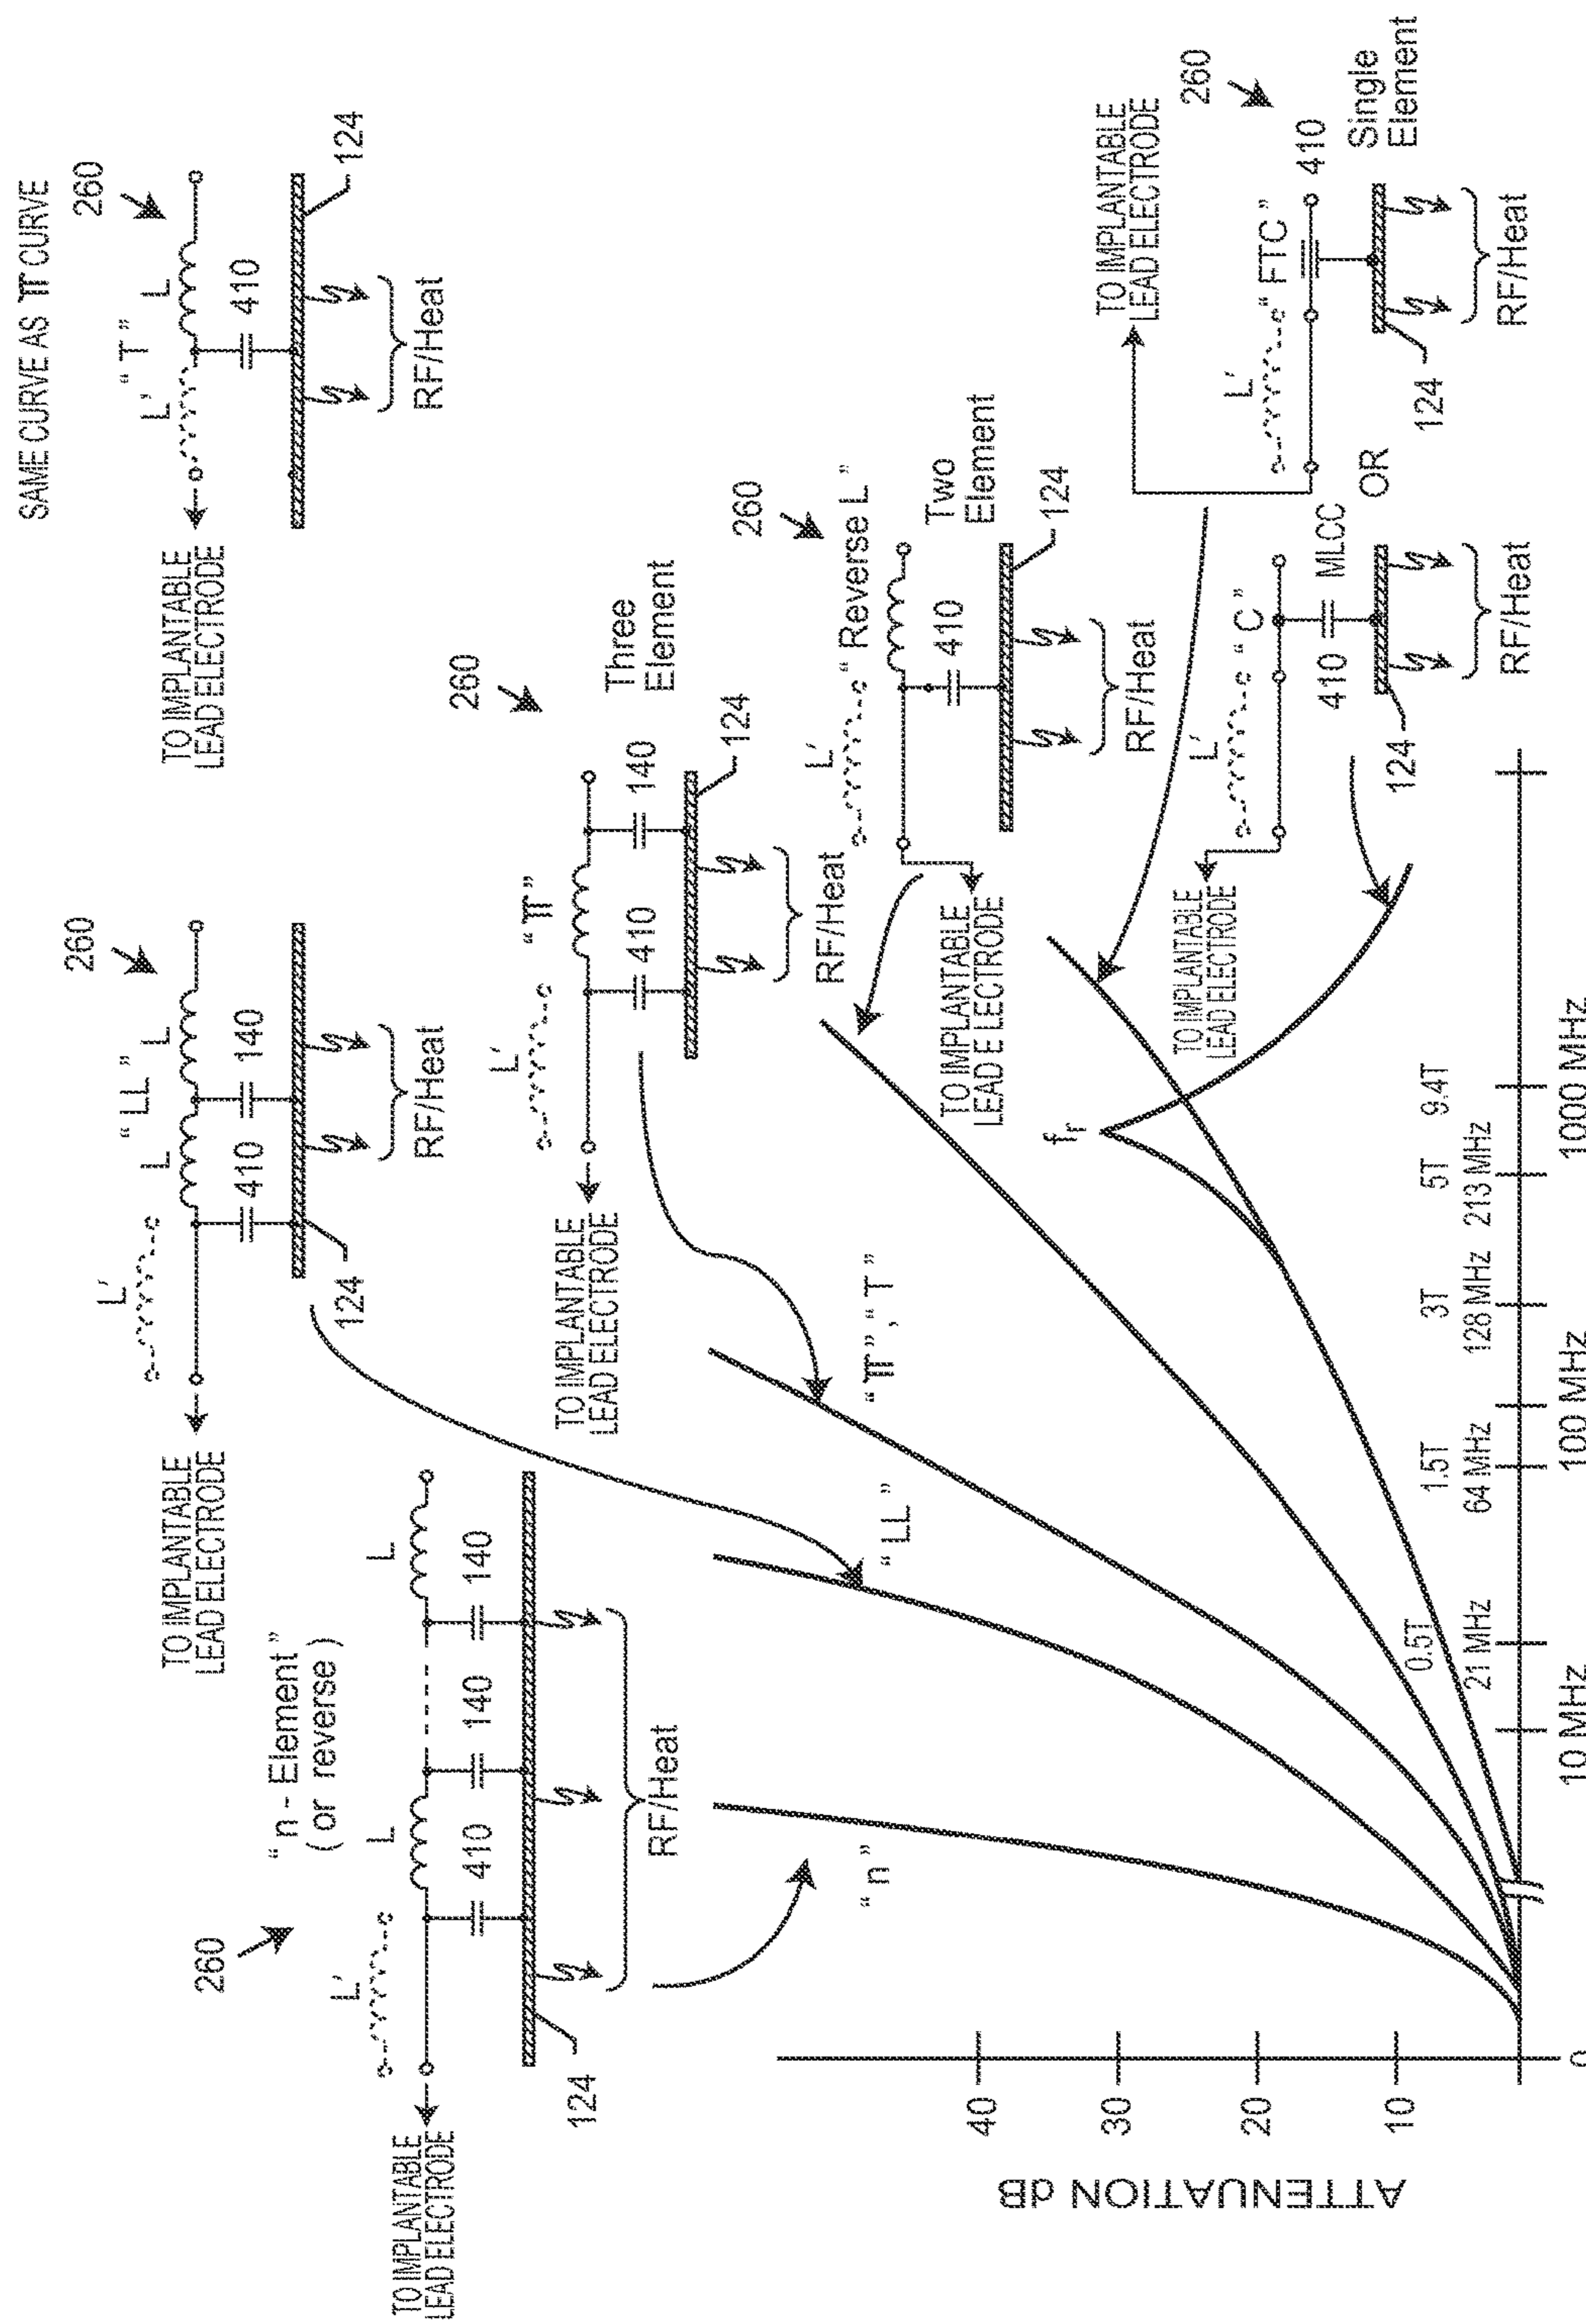 SAME CURVE AS π CURVE
260
L'
"T"
L
410
TO IMPLANTABLE
LEAD ELECTRODE
124
RF/Heat
260
L'
"LL"
L
L
410
140
TO IMPLANTABLE
LEAD ELECTRODE
124
RF/Heat
260
"n - Element"
( or reverse )
L'
L
L
410
140
140
TO IMPLANTABLE
LEAD ELECTRODE
124
RF/Heat
260
"π"
Three
Element
L'
410
140
TO IMPLANTABLE
LEAD ELECTRODE
124
RF/Heat
260
L'
"Reverse L"
Two
Element
410
TO IMPLANTABLE
LEAD E LECTRODE
124
RF/Heat
L'
"C"
410
MLCC
OR
TO IMPLANTABLE
LEAD ELECTRODE
124
RF/Heat
TO IMPLANTABLE
LEAD ELECTRODE
260
L'
"FTC"
410
Single
Element
124
RF/Heat
"n"
"LL"
"π", "T"
fr
ATTENUATION dB
40
30
20
10
0.5T
1.5T
3T
5T
9.4T
21 MHz
64 MHz
128 MHz
213 MHz
0
10 MHz
100 MHz
1000 MHz